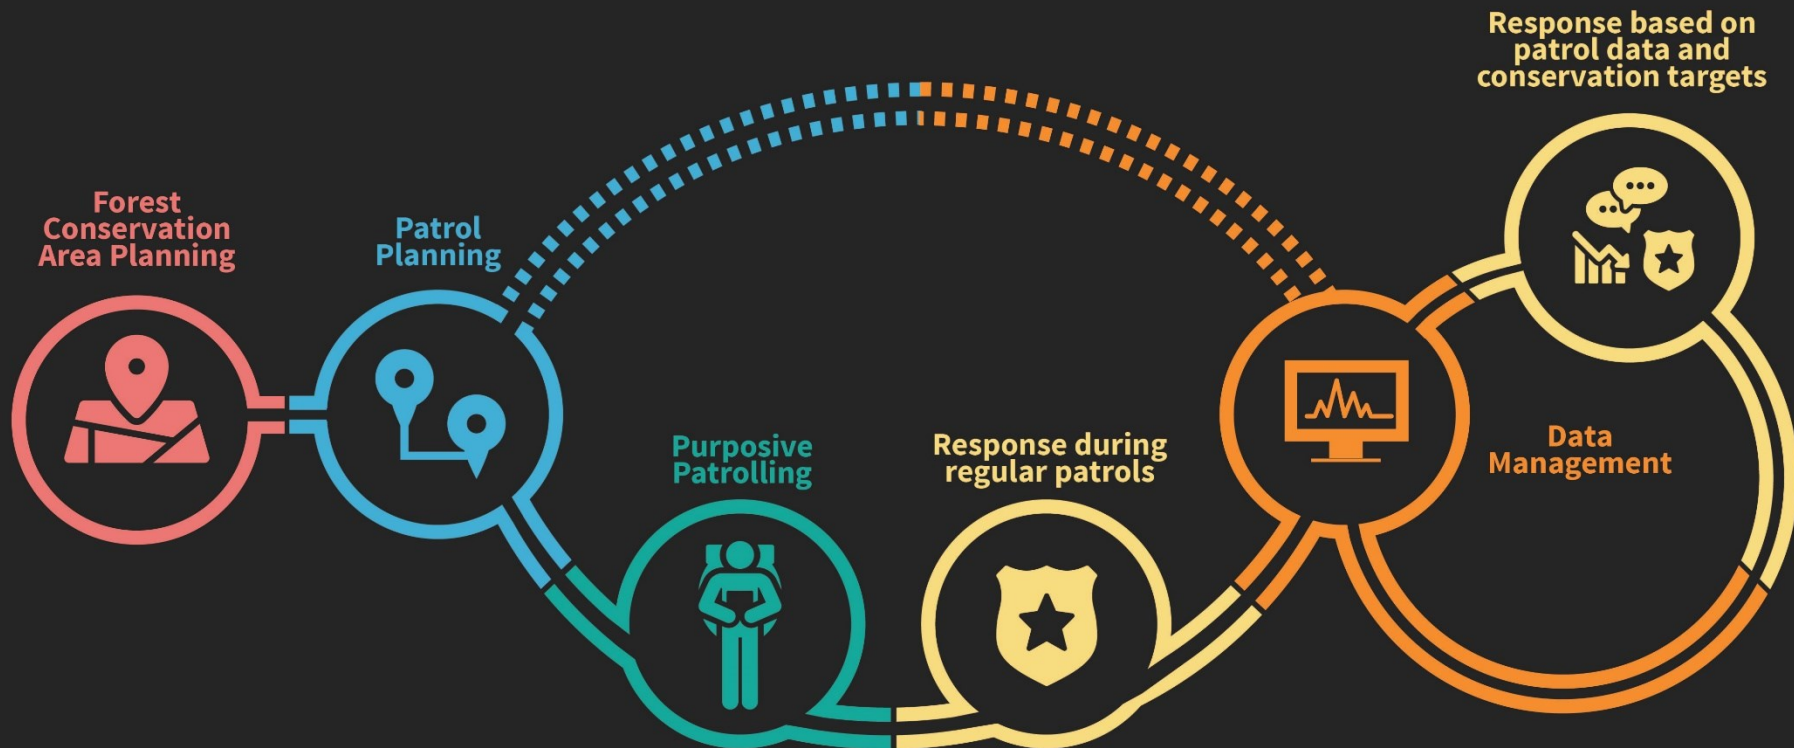 Forest
Conservation
Area Planning
Patrol
Planning
Purposive
Patrolling
Response during
regular patrols
Data
Management
Response based on
patrol data and
conservation targets